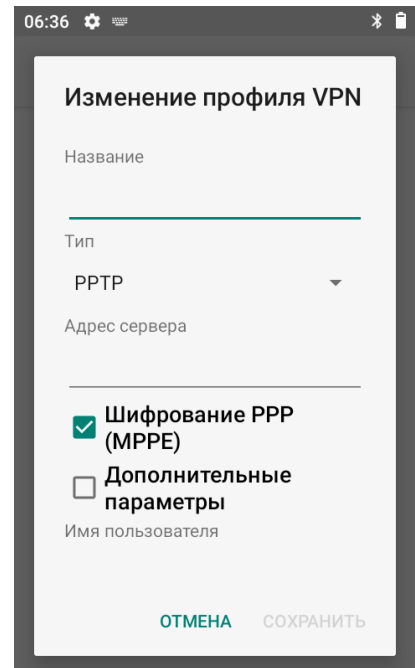 06:36
Изменение профиля VPN
Название
Тип
PPTP
Адрес сервера
Шифрование PPP
(MPPE)
Дополнительные
параметры
Имя пользователя
ОТМЕНА СОХРАНИТЬ